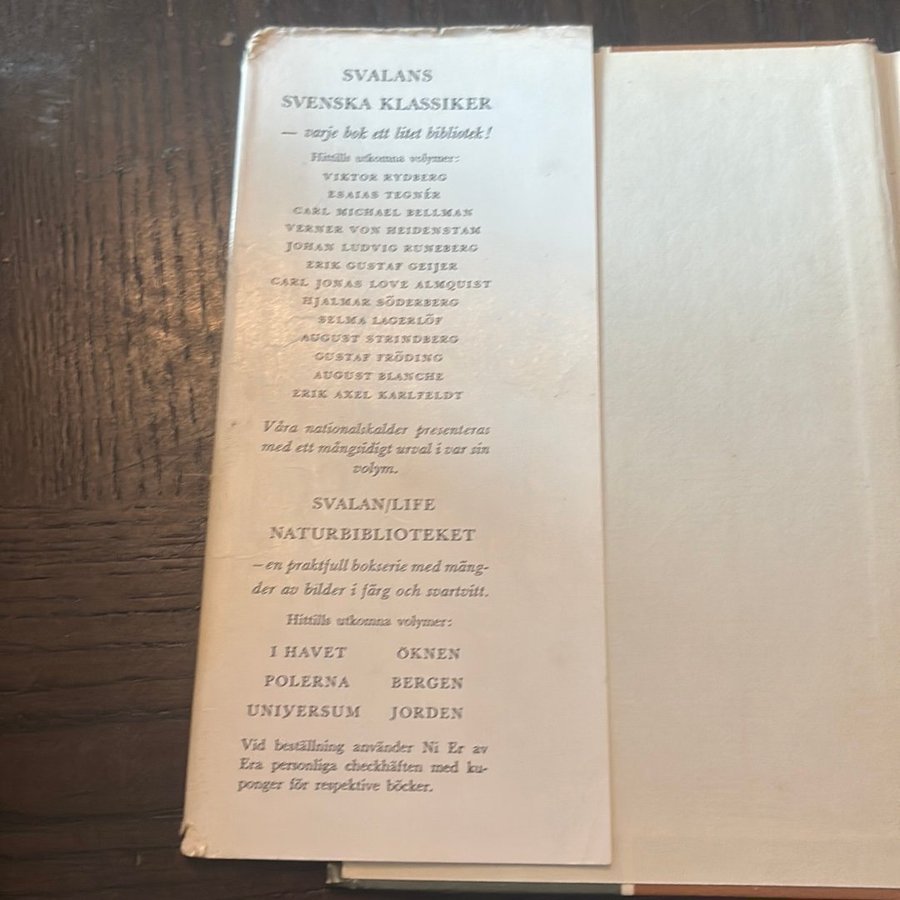 SVALANS
SVENSKA KLASSIKER
— varje bok ett litet bibliotek!
Hittills utkomna volymer:
VIKTOR RYDBERG
ESAIAS TEGNÉR
CARL MICHAEL BELLMAN
VERNER VON HEIDENSTAM
JOHAN LUDVIG RUNEBERG
ERIK GUSTAF GEIJER
CARL JONAS LOVE ALMQUIST
HJALMAR SÖDERBERG
SELMA LAGERLÖF
AUGUST STRINDBERG
GUSTAF FRÖDING
AUGUST BLANCHE
ERIK AXEL KARLFELDT
Våra nationalskalder presenteras
med ett mångsidigt urval i var sin
volym.
SVALAN/LIFE
NATURBIBLIOTEKET
– en praktfull bokserie med mäng-
der av bilder i färg och svartvitt.
Hittills utkomna volymer:
I HAVET ÖKNEN
POLERNA BERGEN
UNIVERSUM JORDEN
Vid beställning använder Ni Er av
Era personliga checkhäften med ku-
ponger för respektive böcker.